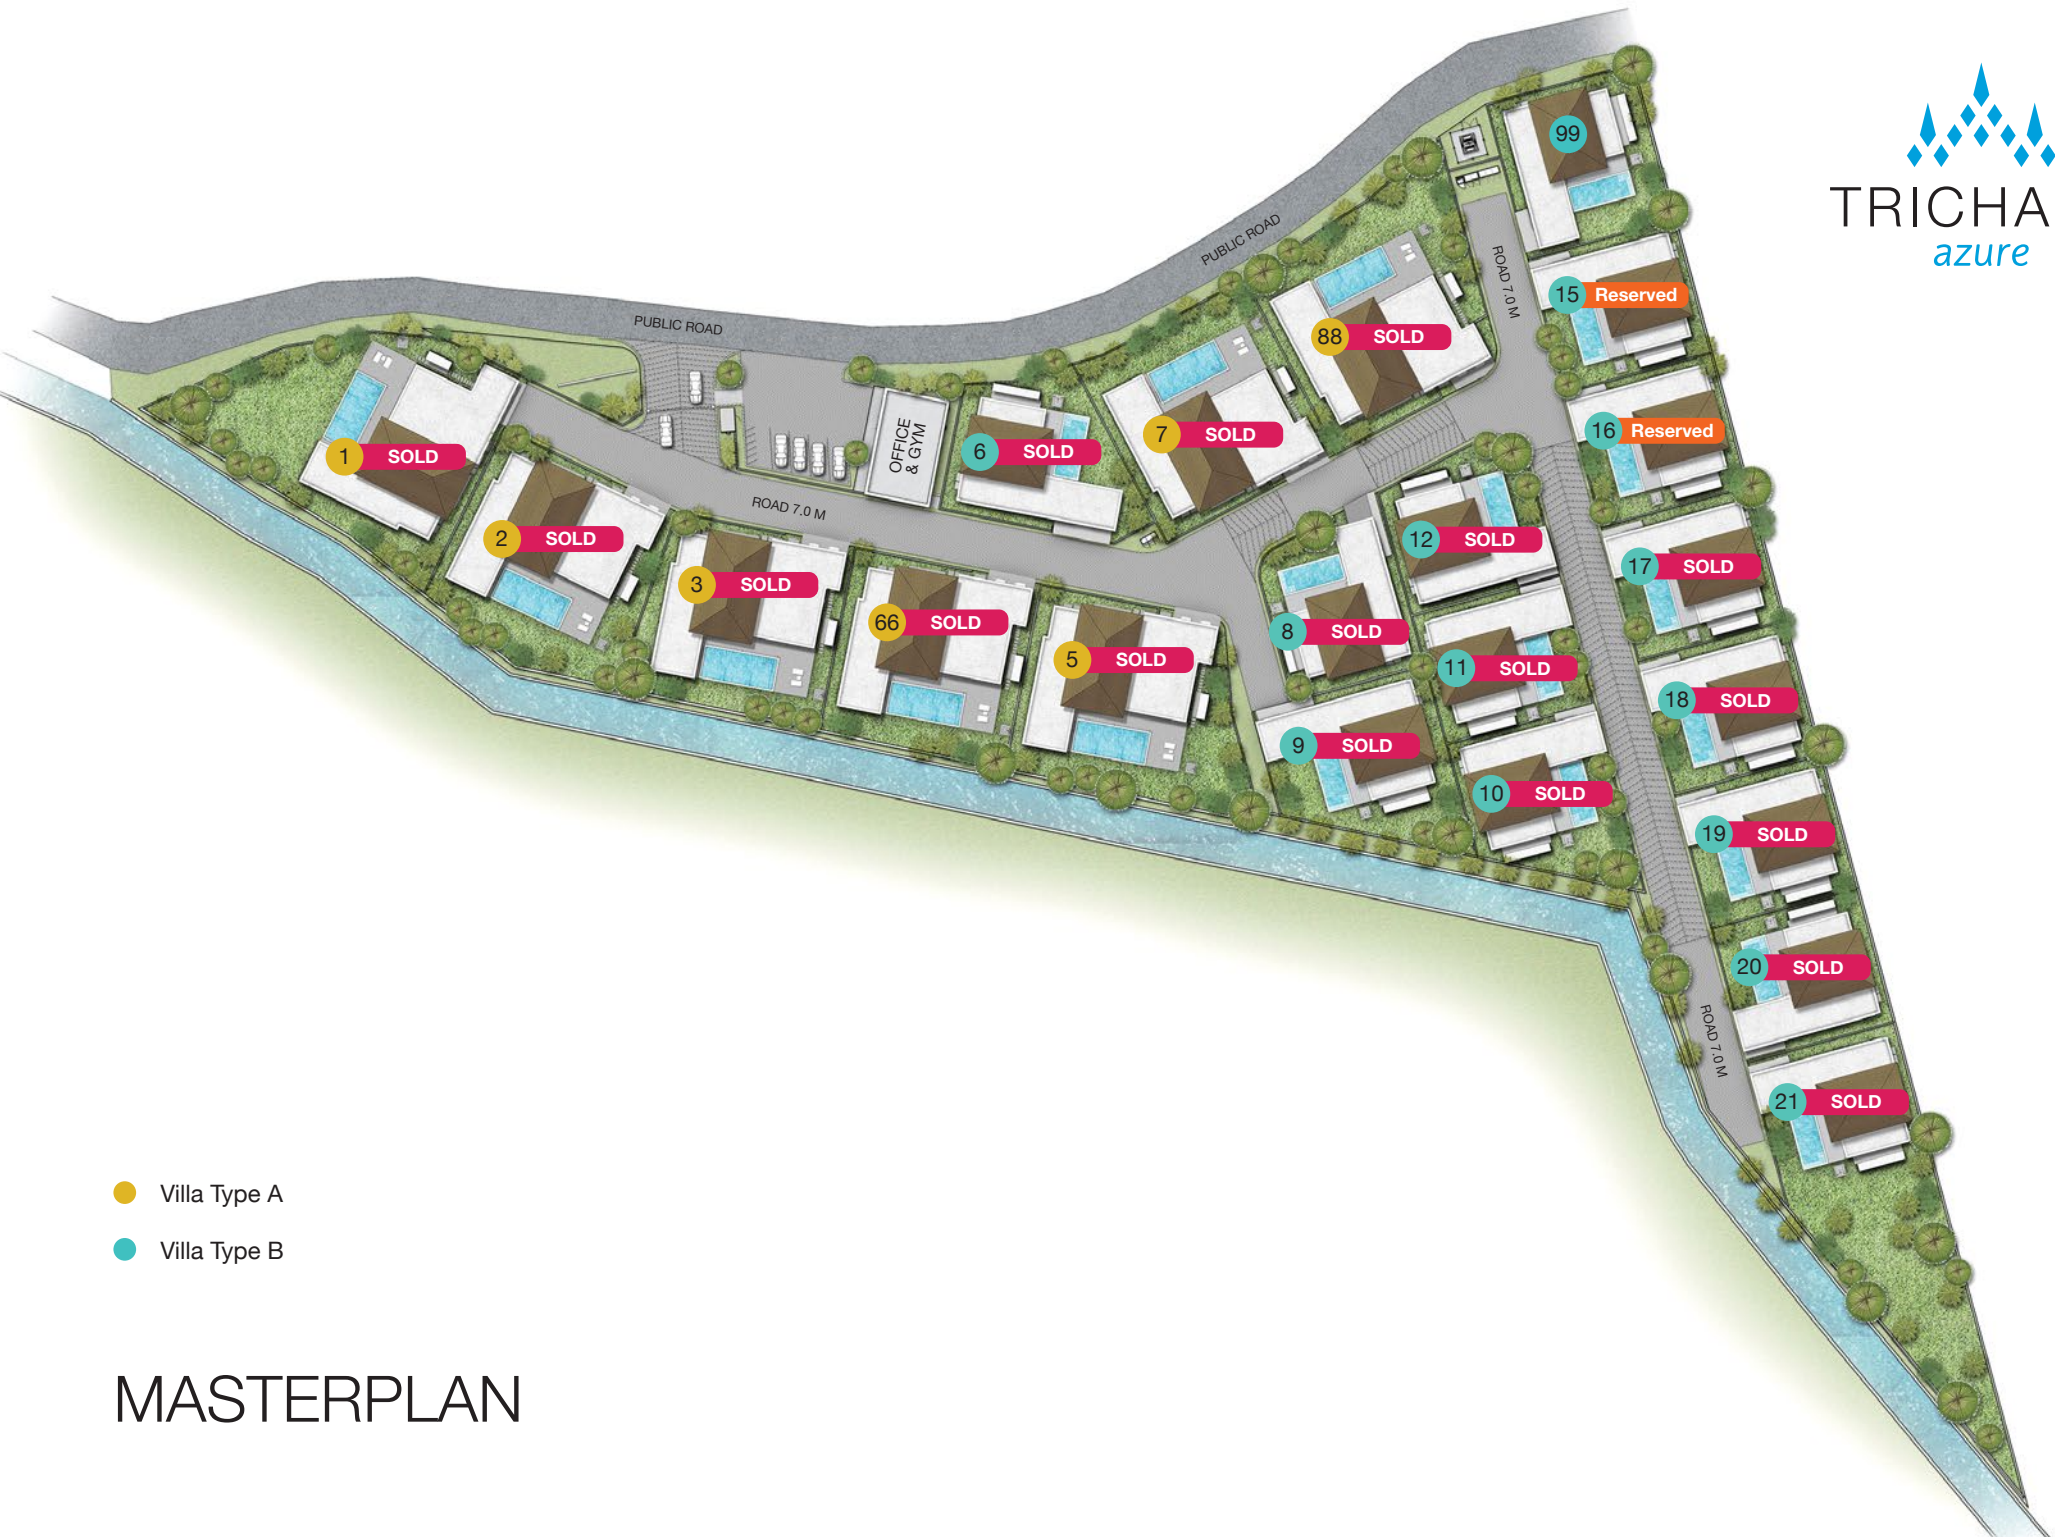 TRICHADA
azure
99
PUBLIC ROAD
ROAD 7.0 M
15 Reserved
PUBLIC ROAD
88 SOLD
16 Reserved
7 SOLD
OFFICE
& GYM
6 SOLD
1 SOLD
ROAD 7.0 M
2 SOLD
12 SOLD
17 SOLD
3 SOLD
66 SOLD
8 SOLD
5 SOLD
11 SOLD
18 SOLD
9 SOLD
10 SOLD
19 SOLD
20 SOLD
ROAD 7.0 M
21 SOLD
Villa Type A
Villa Type B
MASTERPLAN